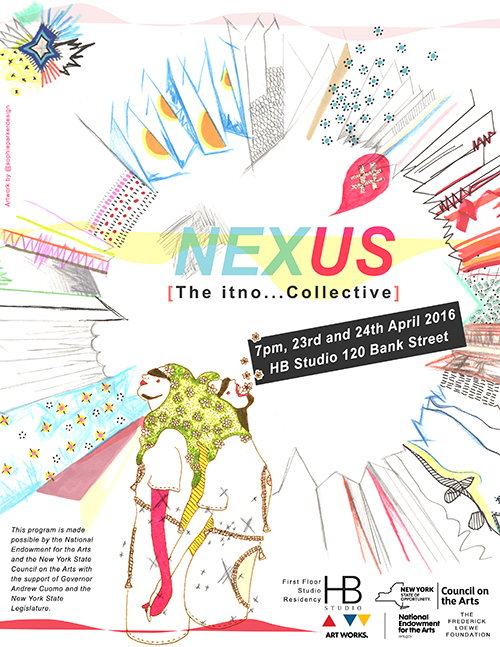 Artwork by @sophieparkerdesign
NEXUS
[The itno...Collective]
7pm, 23rd and 24th April 2016
HB Studio 120 Bank Street
This program is made
possible by the National
Endowment for the Arts
and the New York State
Council on the Arts with
the support of Governor
Andrew Cuomo and the
New York State
Legislature.
First Floor
Studio
Residency
HB
STUDIO
NEW YORK
STATE OF
OPPORTUNITY.
Council on
the Arts
ART WORKS.
National
Endowment
for the Arts
arts.gov
THE
FREDERICK
LOEWE
FOUNDATION